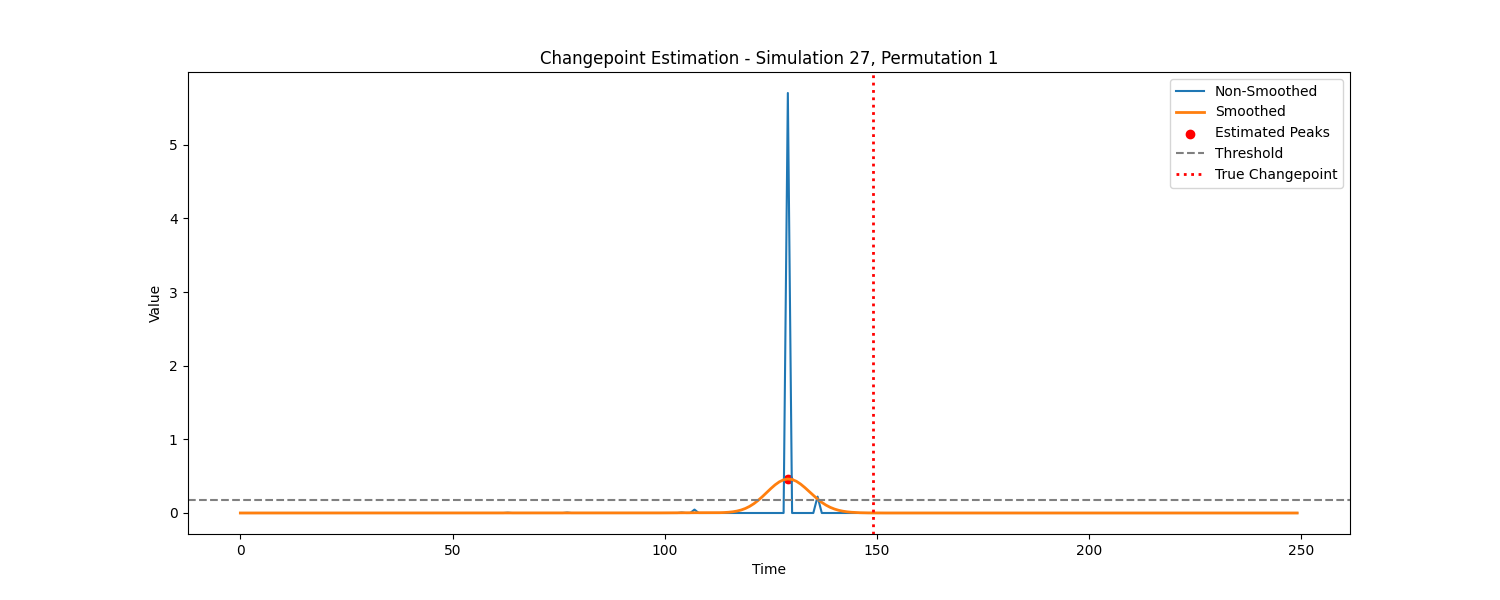 Changepoint Estimation - Simulation 27, Permutation 1
Non-Smoothed
Smoothed
Estimated Peaks
Threshold
True Changepoint
Value
5
4
3
2
1
0
0
50
100
150
200
250
Time